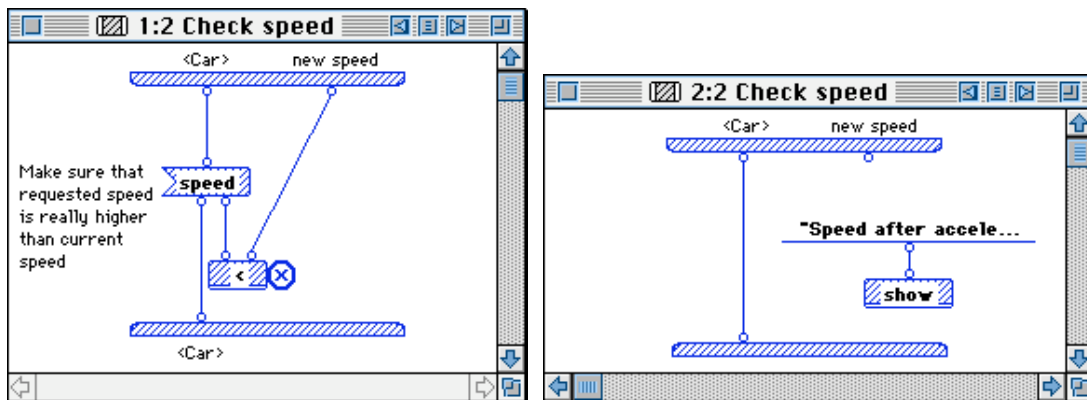 1:2 Check speed
<Car> new speed
Make sure that
requested speed
is really higher
than current
speed
speed
<
<Car>
2:2 Check speed
<Car> new speed
"Speed after accele...
show